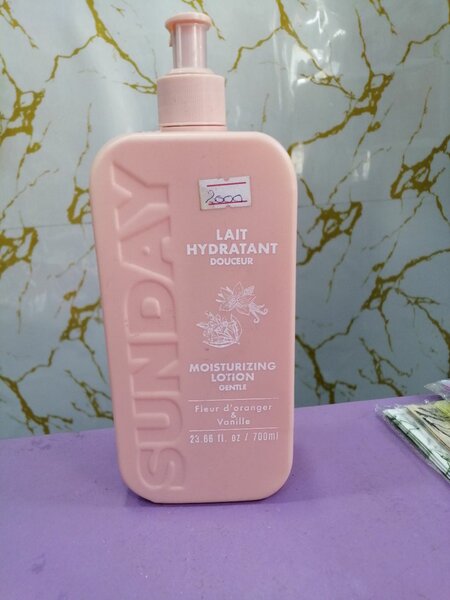 SUNDAY
2000
LAIT
HYDRATANT
DOUCEUR
MOISTURIZING
LOTION
GENTLE
Fleur d'oranger
&
Vanille
23.66 fl. oz / 700ml